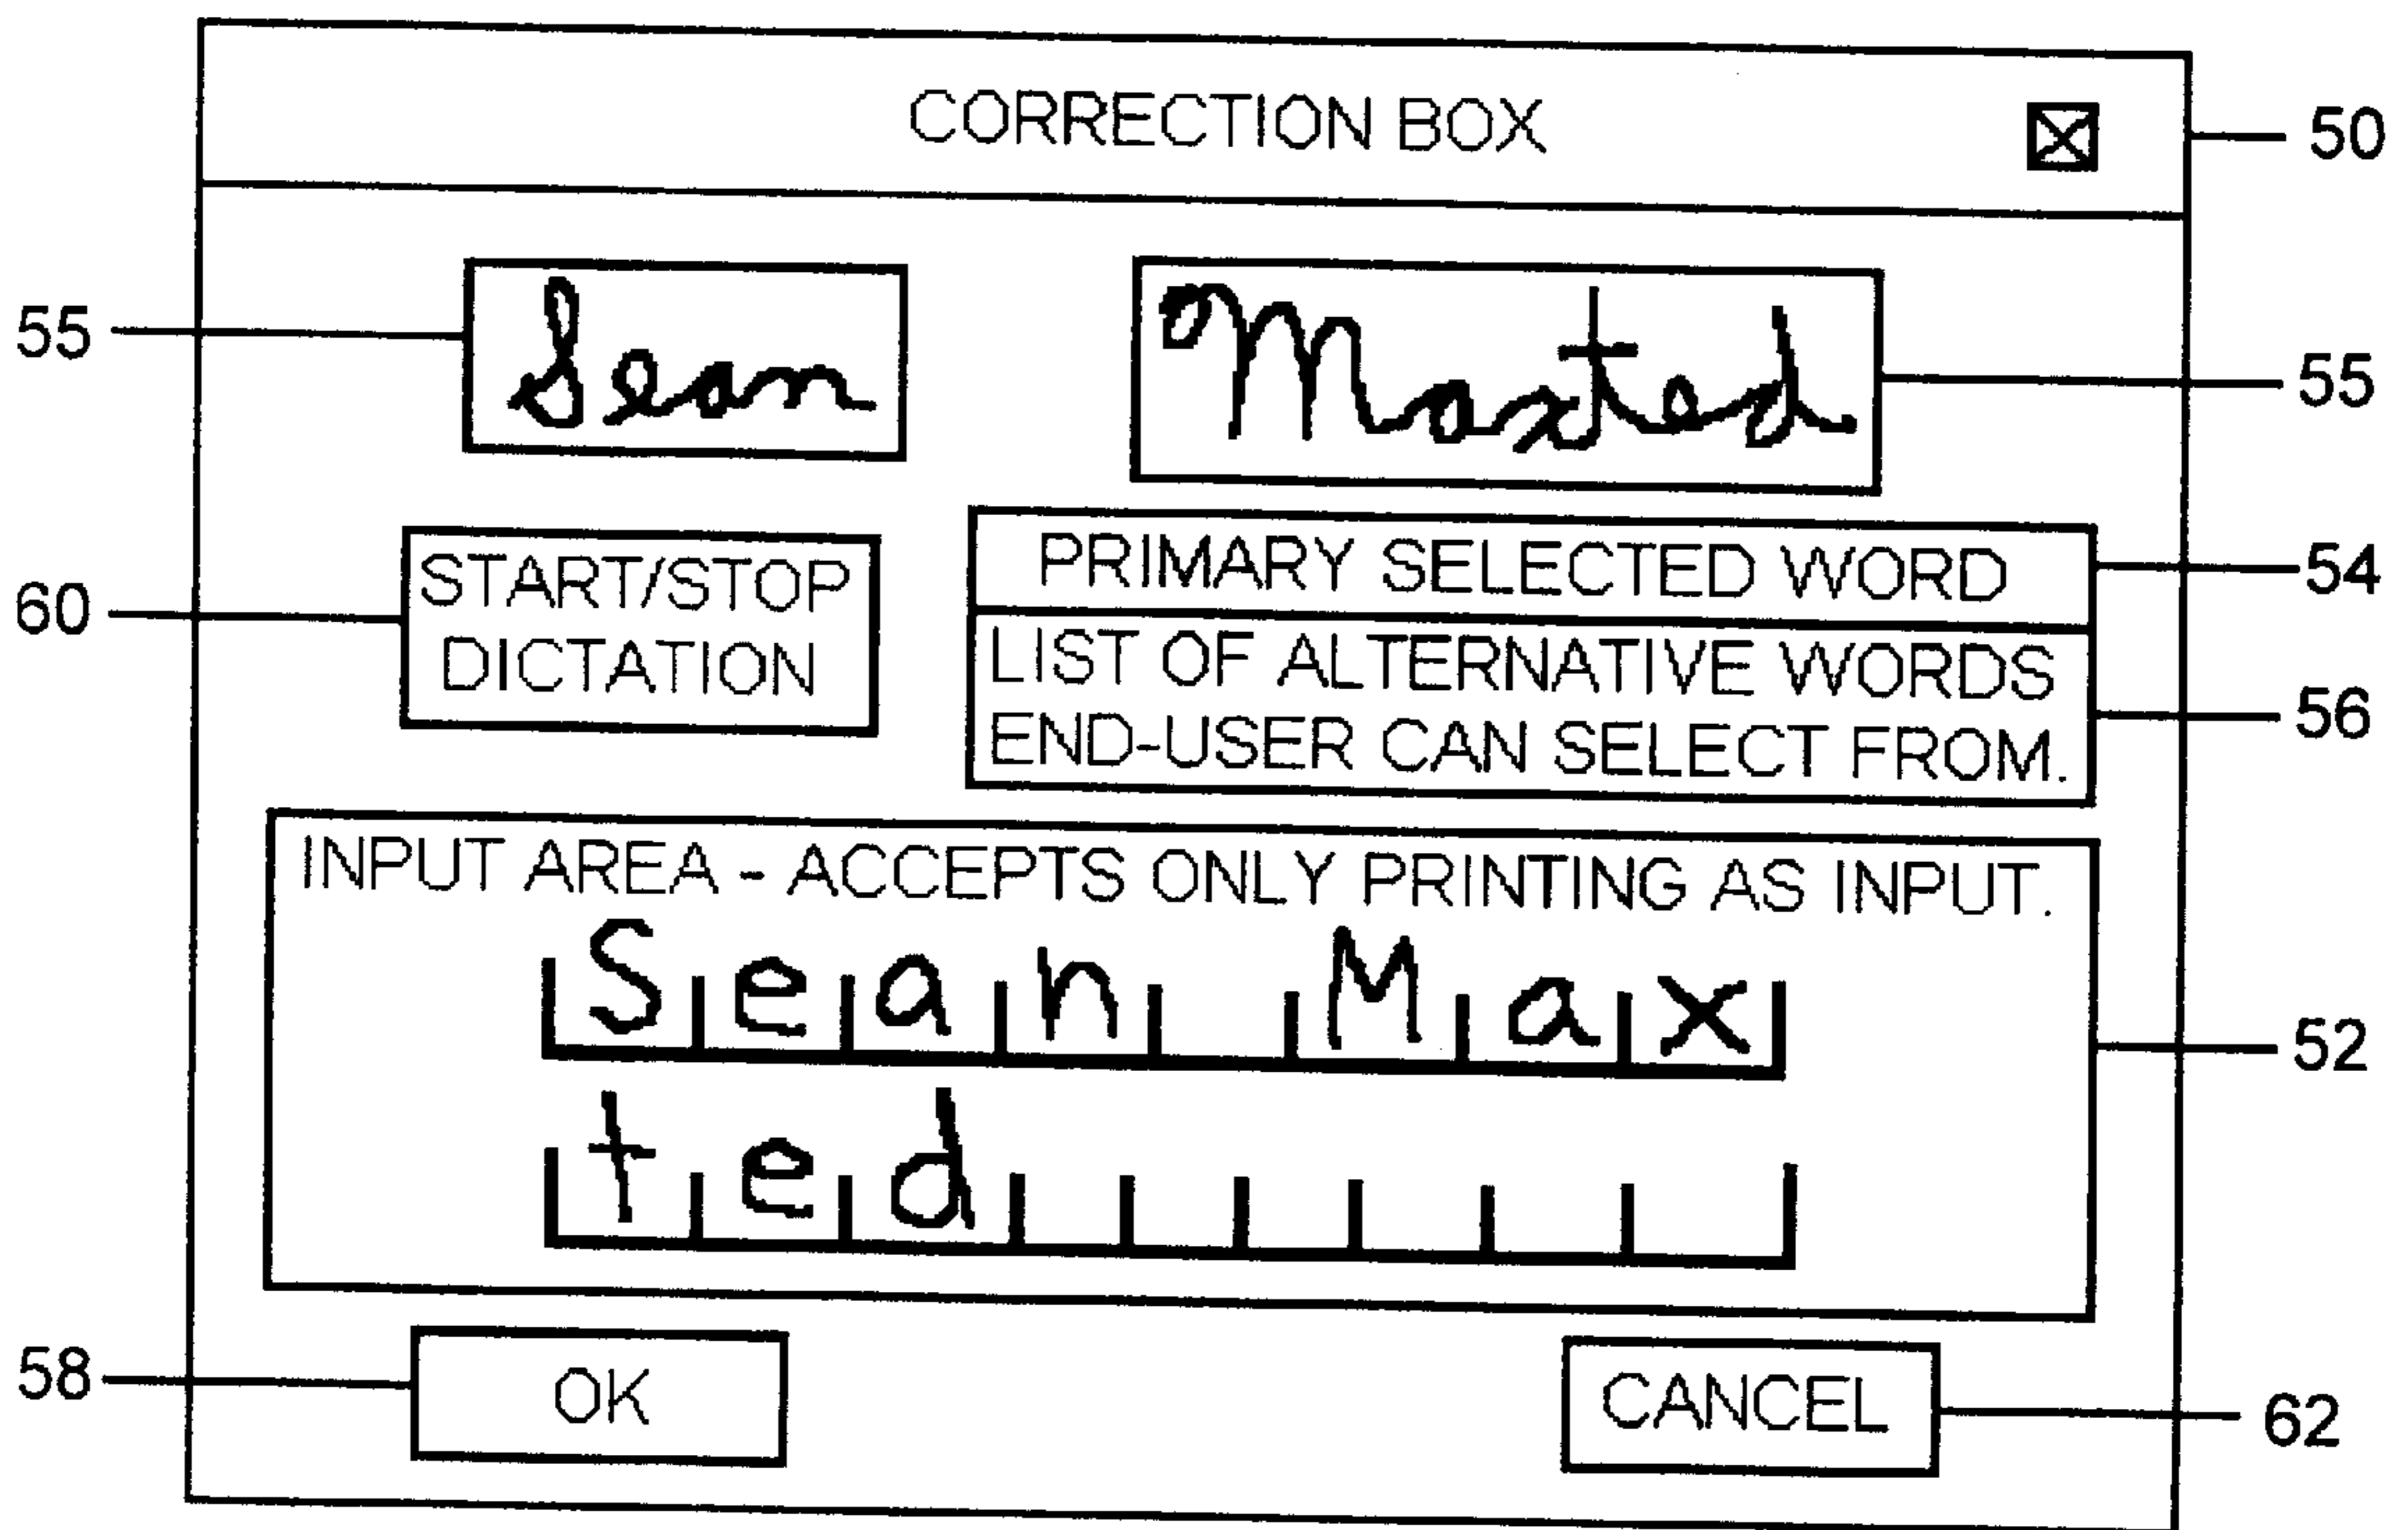 CORRECTION BOX
50
55
Sean
Maxted
55
60
START/STOP
DICTATION
PRIMARY SELECTED WORD
54
LIST OF ALTERNATIVE WORDS
END-USER CAN SELECT FROM.
56
INPUT AREA - ACCEPTS ONLY PRINTING AS INPUT.
Sean Max
52
ted
58
OK
CANCEL
62